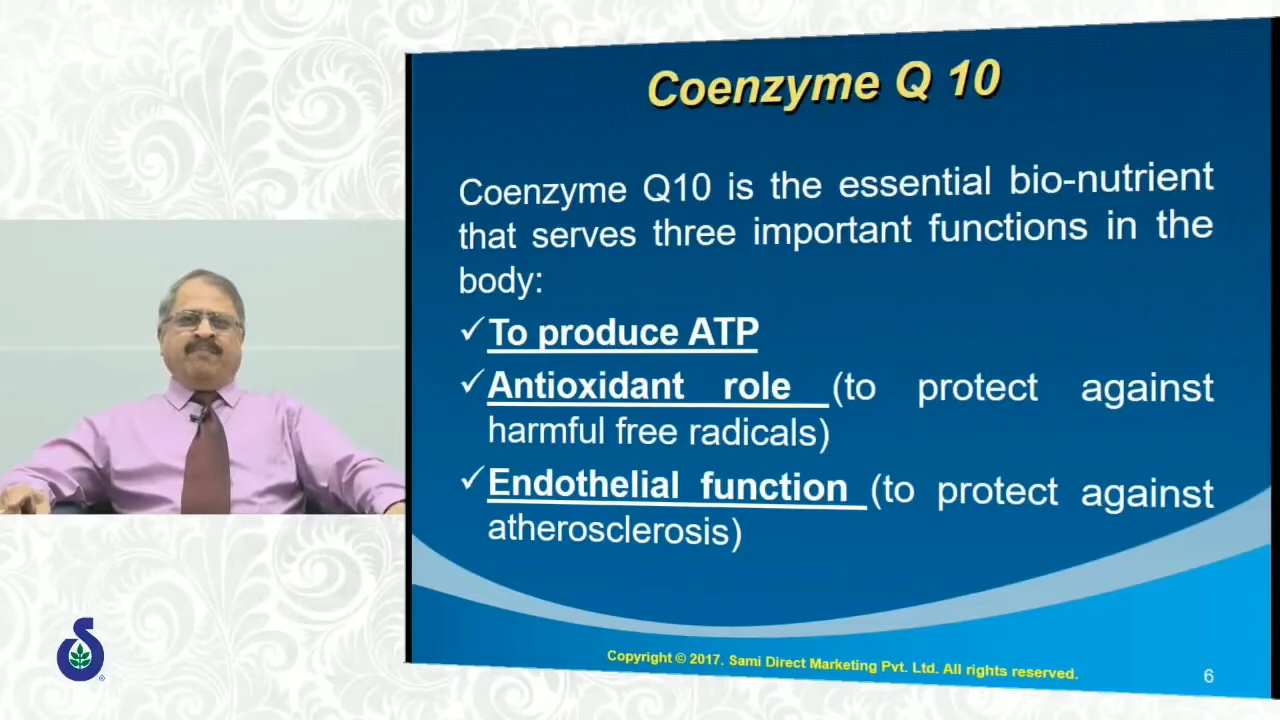 Coenzyme Q 10
Coenzyme Q10 is the essential bio-nutrient
that serves three important functions in the
body:
✓To produce ATP
✓Antioxidant role (to protect against
harmful free radicals)
✓Endothelial function (to protect against
atherosclerosis)
Copyright © 2017. Sami Direct Marketing Pvt. Ltd. All rights reserved.
6
®